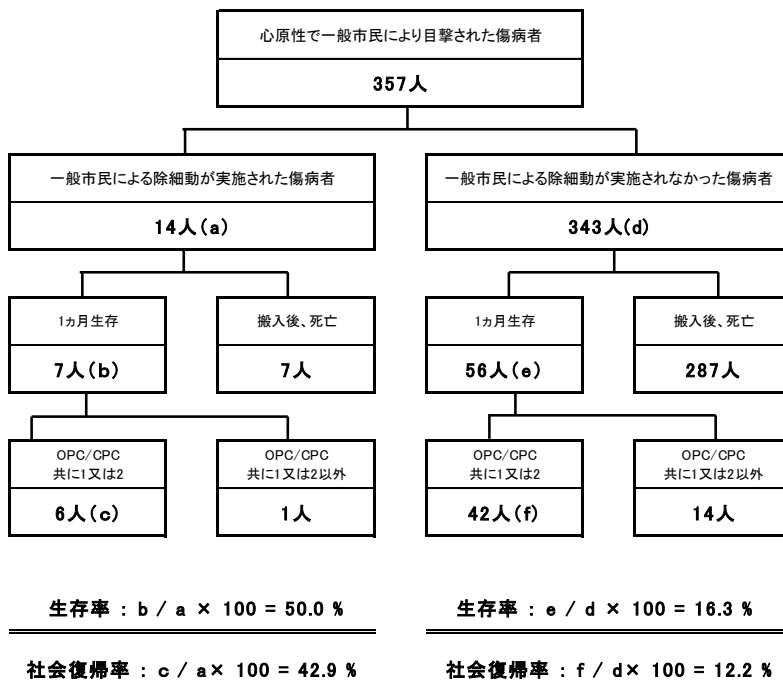 心原性で一般市民により目撃された傷病者
357人
一般市民による除細動が実施された傷病者
14人(a)
一般市民による除細動が実施されなかった傷病者
343人(d)
1ヵ月生存
7人(b)
搬入後、死亡
7人
1ヵ月生存
56人(e)
搬入後、死亡
287人
OPC/CPC
共に1又は2
6人(c)
OPC/CPC
共に1又は2以外
1人
OPC/CPC
共に1又は2
42人(f)
OPC/CPC
共に1又は2以外
14人
生存率 : b / a × 100 = 50.0 %
生存率 : e / d × 100 = 16.3 %
社会復帰率 : c / a× 100 = 42.9 %
社会復帰率 : f / d× 100 = 12.2 %